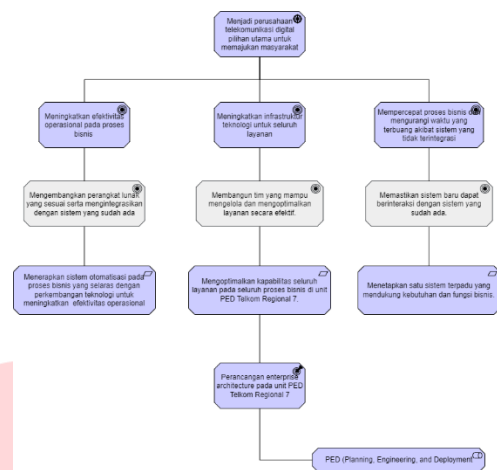 Menjadi perusahaan
telekomunikasi digital
pilihan utama untuk
memajukan masyarakat
Meningkatkan efektivitas
operasional pada proses
bisnis
Meningkatkan infrastruktur
teknologi untuk seluruh
layanan
Mempercepat proses bisnis dan
mengurangi waktu yang
terbuang akibat sistem yang
tidak terintegrasi
Mengembangkan perangkat lunak
yang sesuai serta mengintegrasikan
dengan sistem yang sudah ada
Membangun tim yang mampu
mengelola dan mengoptimalkan
layanan secara efektif.
Memastikan sistem baru dapat
berinteraksi dengan sistem yang
sudah ada.
Menerapkan sistem otomatisasi pada
proses bisnis yang selaras dengan
perkembangan teknologi untuk
meningkatkan efektivitas operasional
Mengoptimalkan kapabilitas seluruh
layanan pada seluruh proses bisnis di unit
PED Telkom Regional 7.
Menetapkan satu sistem terpadu yang
mendukung kebutuhan dan fungsi bisnis.
Perancangan enterprise
architecture pada unit PED
Telkom Regional 7
PED (Planning, Engineering, and Deployment